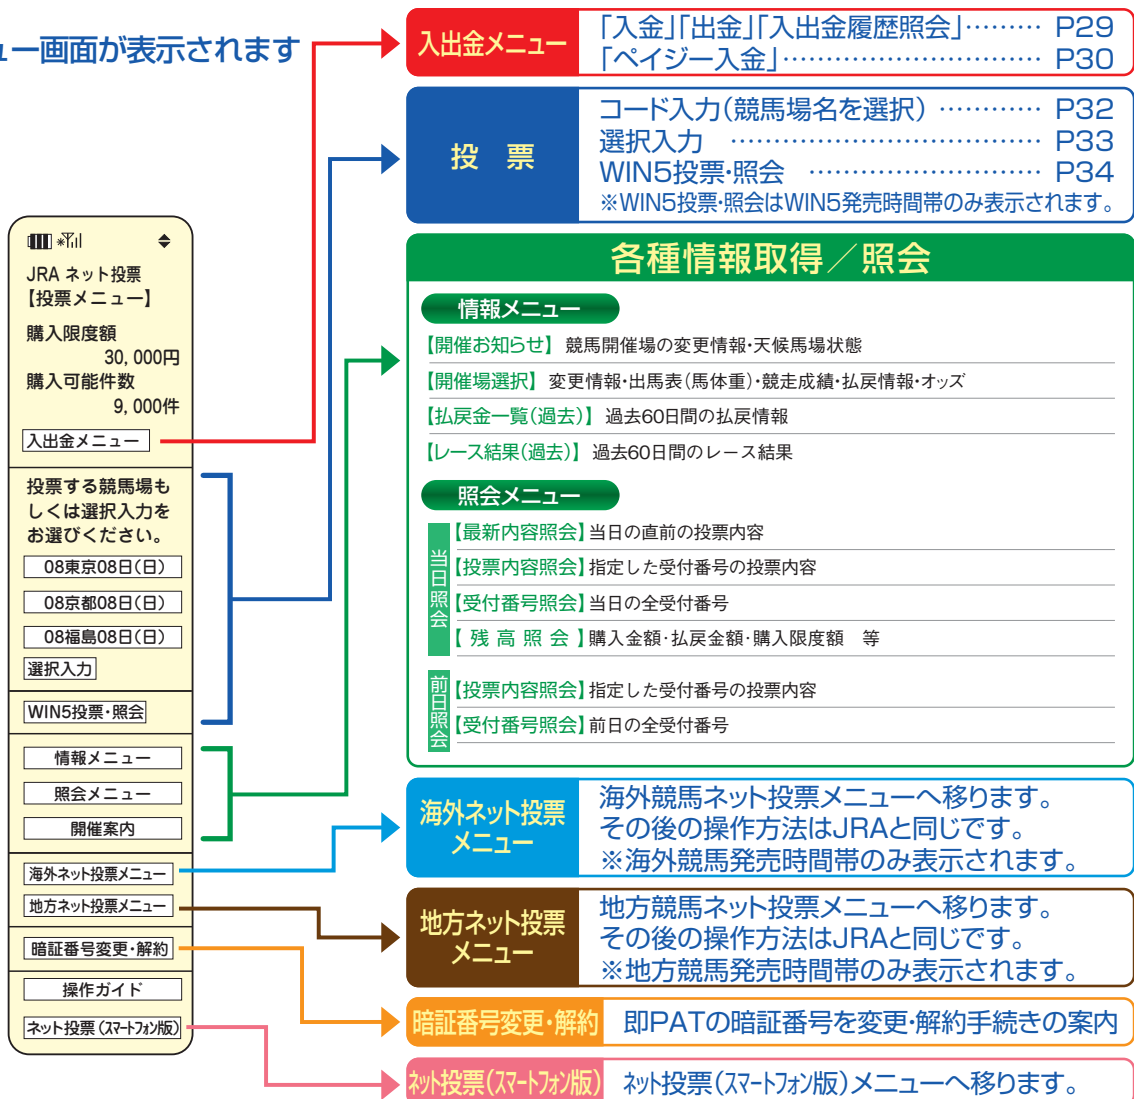 ュー画面が表示されます
JRA ネット投票
【投票メニュー】
購入限度額
30,000円
購入可能件数
9,000件
入出金メニュー
投票する競馬場も
しくは選択入力を
お選びください。
08東京08日(日)
08京都08日(日)
08福島08日(日)
選択入力
WIN5投票・照会
情報メニュー
照会メニュー
開催案内
海外ネット投票メニュー
地方ネット投票メニュー
暗証番号変更・解約
操作ガイド
ネット投票(スマートフォン版)
入出金メニュー
「入金」「出金」「入出金履歴照会」……… P29
「ペイジー入金」………………………… P30
投 票
コード入力(競馬場名を選択) ………… P32
選択入力 ……………………………… P33
WIN5投票・照会 ……………………… P34
※WIN5投票・照会はWIN5発売時間帯のみ表示されます。
各種情報取得/照会
情報メニュー
【開催お知らせ】 競馬開催場の変更情報・天候馬場状態
【開催場選択】 変更情報・出馬表(馬体重)・競走成績・払戻情報・オッズ
【払戻金一覧(過去)】 過去60日間の払戻情報
【レース結果(過去)】 過去60日間のレース結果
照会メニュー
当日照会
【最新内容照会】当日の直前の投票内容
【投票内容照会】指定した受付番号の投票内容
【受付番号照会】当日の全受付番号
【 残 高 照 会 】購入金額・払戻金額・購入限度額 等
前日照会
【投票内容照会】指定した受付番号の投票内容
【受付番号照会】前日の全受付番号
海外ネット投票
メニュー
海外競馬ネット投票メニューへ移ります。
その後の操作方法はJRAと同じです。
※海外競馬発売時間帯のみ表示されます。
地方ネット投票
メニュー
地方競馬ネット投票メニューへ移ります。
その後の操作方法はJRAと同じです。
※地方競馬発売時間帯のみ表示されます。
暗証番号変更・解約
即PATの暗証番号を変更・解約手続きの案内
ネット投票(スマートフォン版)
ネット投票(スマートフォン版)メニューへ移ります。